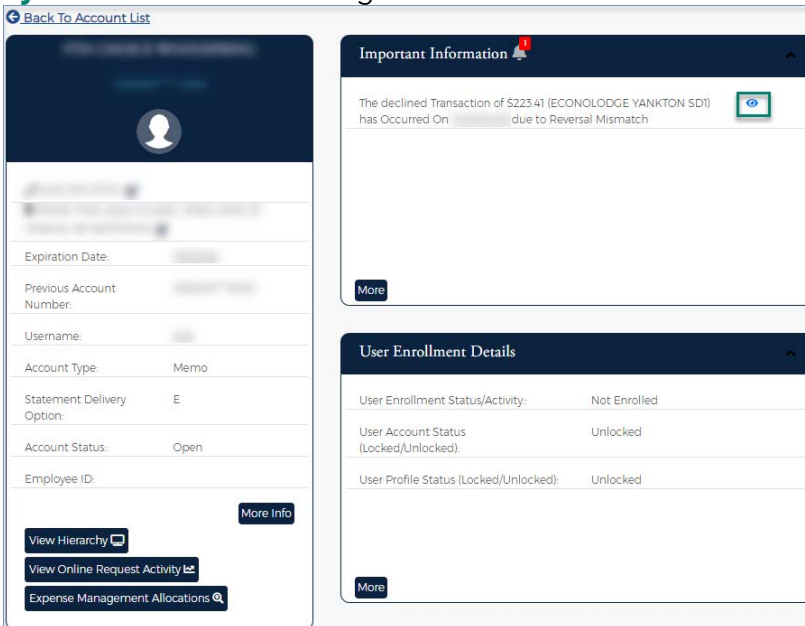 Back To Account List
Expiration Date:
Previous Account
Number:
Username:
Account Type: Memo
Statement Delivery E
Option:
Account Status: Open
Employee ID:
More Info
View Hierarchy
View Online Request Activity
Expense Management Allocations
Important Information 1
The declined Transaction of $223.41 (ECONOLODGE YANKTON SD1)
has Occurred On due to Reversal Mismatch
More
User Enrollment Details
User Enrollment Status/Activity: Not Enrolled
User Account Status Unlocked
(Locked/Unlocked):
User Profile Status (Locked/Unlocked): Unlocked
More